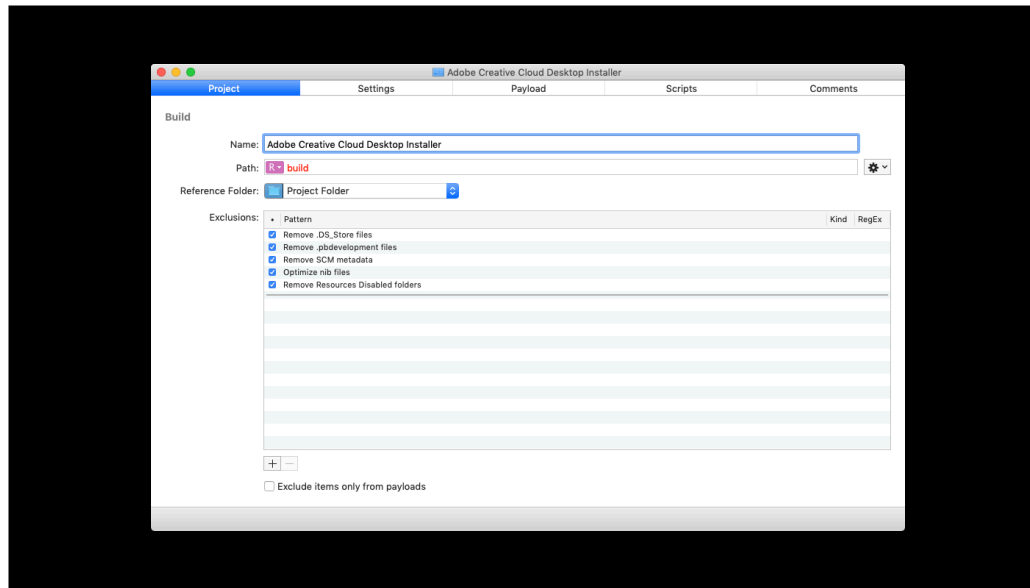 Adobe Creative Cloud Desktop Installer
Project Settings Payload Scripts Comments
Build
Name: Adobe Creative Cloud Desktop Installer
Path: R build
Reference Folder: Project Folder
Exclusions: • Pattern Kind RegEx
Remove .DS_Store files
Remove .pbdevelopment files
Remove SCM metadata
Optimize nib files
Remove Resources Disabled folders
+ −
Exclude items only from payloads